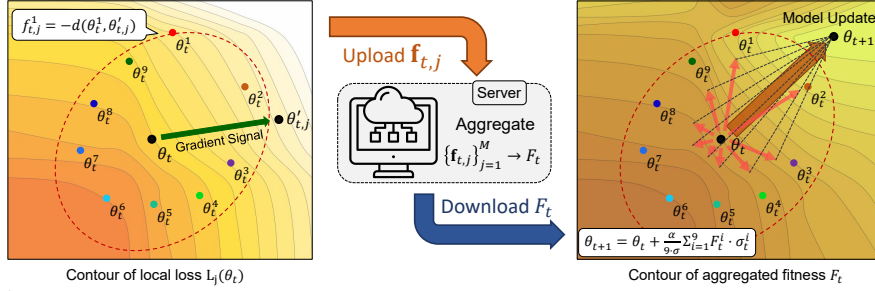 f¹_{t,j} = −d(θ¹_t, θ′_{t,j})
θ¹_t
θ⁹_t
θ²_t
θ⁸_t
θ′_{t,j}
Gradient Signal
θ_t
θ⁷_t
θ³_t
θ⁶_t
θ⁵_t
θ⁴_t
Contour of local loss L_j(θ_t)
Upload f_{t,j}
Server
Aggregate
{f_{t,j}}^M_{j=1} → F_t
Download F_t
Model Update
θ_{t+1}
θ¹_t
θ⁹_t
θ²_t
θ⁸_t
θ_t
θ⁷_t
θ³_t
θ⁶_t
θ⁵_t
θ⁴_t
θ_{t+1} = θ_t + α/(9·σ) Σ⁹_{i=1} Fⁱ_t · σⁱ_t
Contour of aggregated fitness F_t